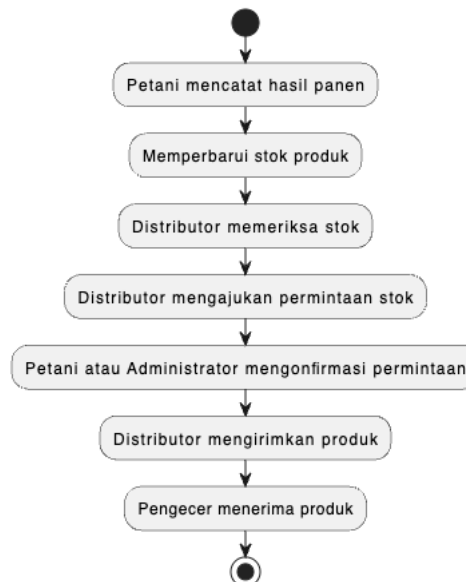 Petani mencatat hasil panen
Memperbarui stok produk
Distributor memeriksa stok
Distributor mengajukan permintaan stok
Petani atau Administrator mengonfirmasi permintaan
Distributor mengirimkan produk
Pengecer menerima produk